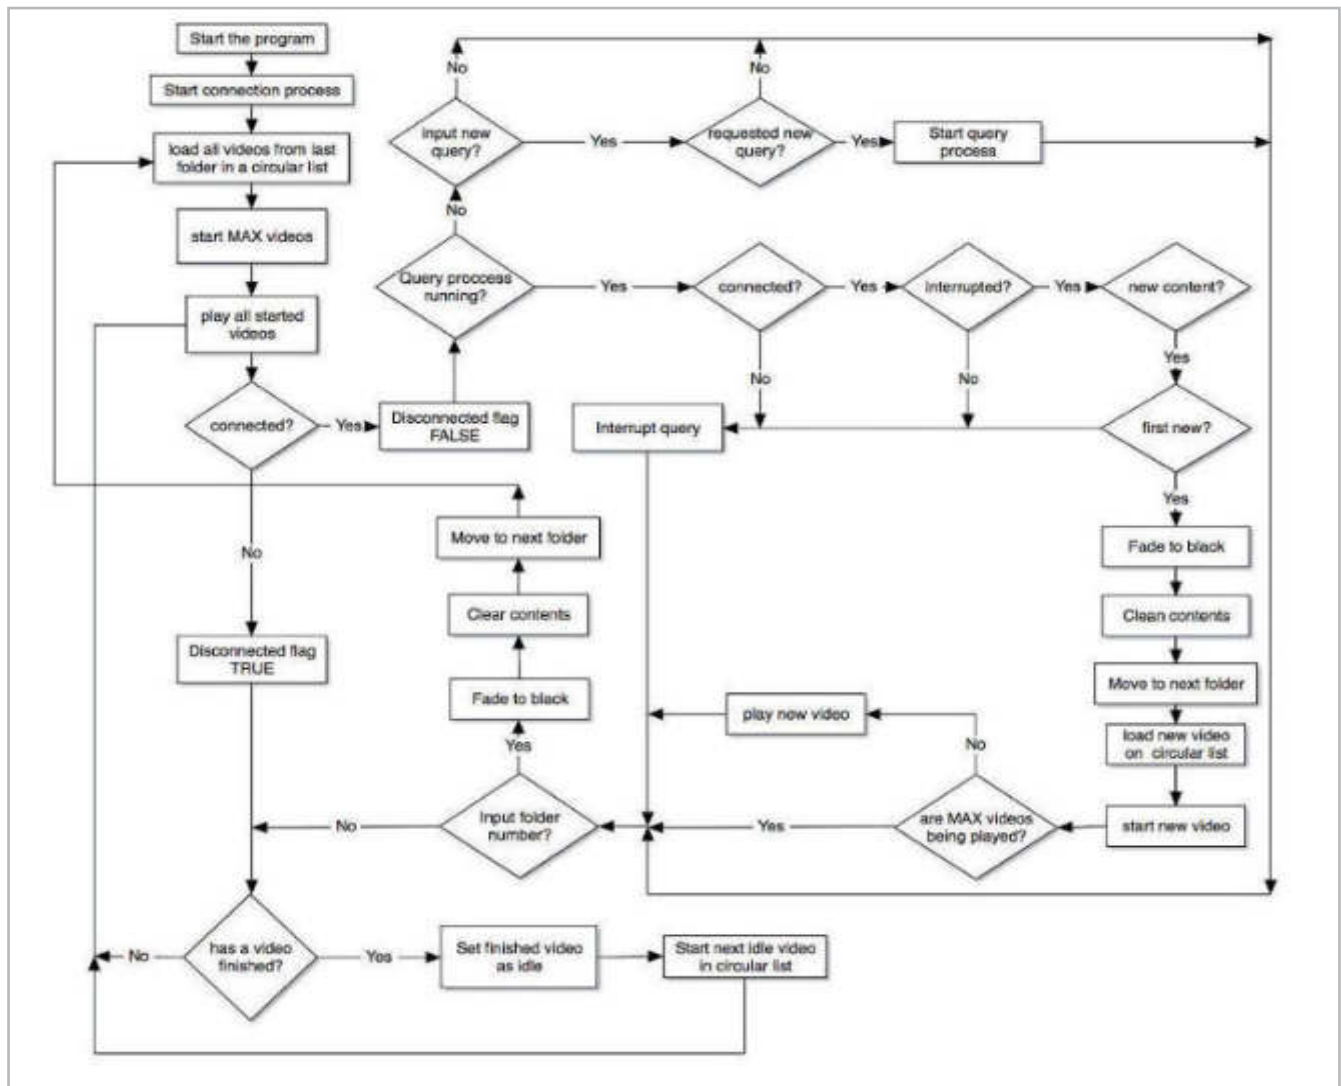 Start the program
Start connection process
load all videos from last
folder in a circular list
start MAX videos
play all started
videos
connected?
Yes
Disconnected flag
FALSE
No
Disconnected flag
TRUE
Query proccess
running?
No
input new
query?
No
Yes
requested new
query?
No
Yes
Start query
process
Yes
connected?
Yes
interrupted?
Yes
new content?
No
No
Yes
Interrupt query
first new?
Yes
Fade to black
Clean contents
Move to next folder
load new video
on circular list
start new video
are MAX videos
being played?
No
play new video
Yes
Input folder
number?
Yes
Fade to black
Clear contents
Move to next folder
No
has a video
finished?
No
Yes
Set finished video
as idle
Start next idle video
in circular list